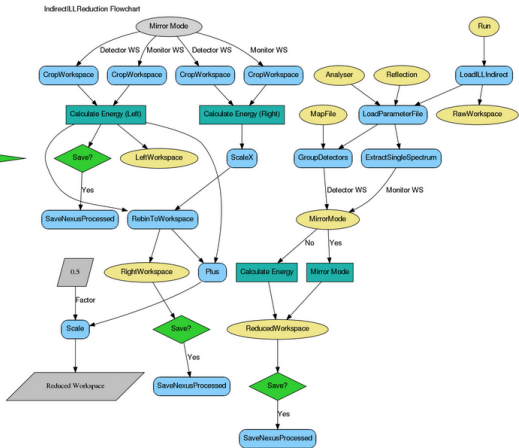 IndirectILLReduction Flowchart
Mirror Mode
Run
Detector WS
Monitor WS
Detector WS
Monitor WS
CropWorkspace
CropWorkspace
CropWorkspace
CropWorkspace
Analyser
Reflection
LoadILLIndirect
Calculate Energy (Left)
Calculate Energy (Right)
MapFile
LoadParameterFile
RawWorkspace
Save?
LeftWorkspace
ScaleX
GroupDetectors
ExtractSingleSpectrum
Yes
Detector WS
Monitor WS
SaveNexusProcessed
RebinToWorkspace
MirrorMode
No
Yes
0.5
RightWorkspace
Plus
Calculate Energy
Mirror Mode
Factor
Scale
Save?
ReducedWorkspace
Yes
Reduced Workspace
SaveNexusProcessed
Save?
Yes
SaveNexusProcessed